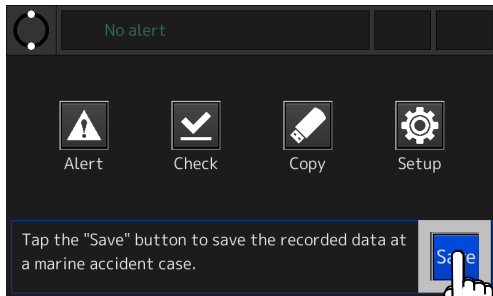 No alert
Alert Check Copy Setup
Tap the "Save" button to save the recorded data at
a marine accident case.
Save